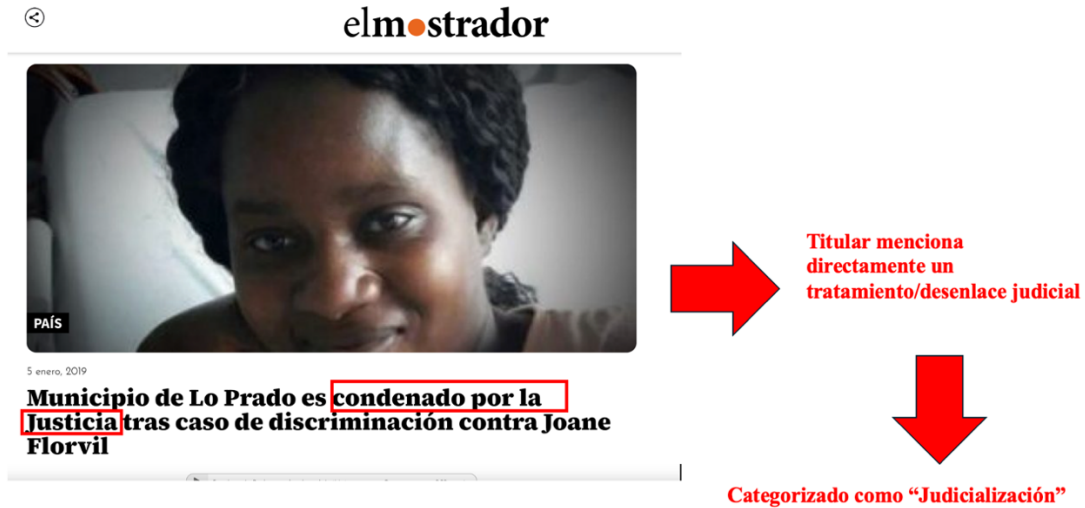 elmostrador
PAÍS
5 enero, 2019
Municipio de Lo Prado es condenado por la
Justicia tras caso de discriminación contra Joane
Florvil
Titular menciona
directamente un
tratamiento/desenlace judicial
Categorizado como “Judicialización”